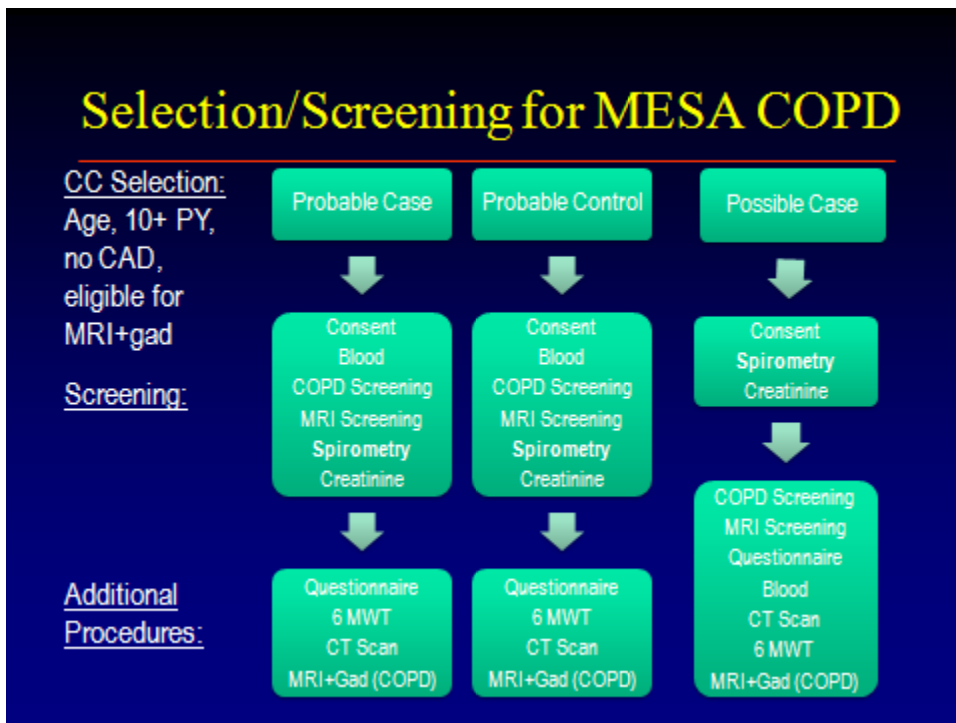 Selection/Screening for MESA COPD
CC Selection:
Age, 10+ PY,
no CAD,
eligible for
MRI+gad
Screening:
Additional
Procedures:
Probable Case
Consent
Blood
COPD Screening
MRI Screening
Spirometry
Creatinine
Questionnaire
6 MWT
CT Scan
MRI+Gad (COPD)
Probable Control
Consent
Blood
COPD Screening
MRI Screening
Spirometry
Creatinine
Questionnaire
6 MWT
CT Scan
MRI+Gad (COPD)
Possible Case
Consent
Spirometry
Creatinine
COPD Screening
MRI Screening
Questionnaire
Blood
CT Scan
6 MWT
MRI+Gad (COPD)